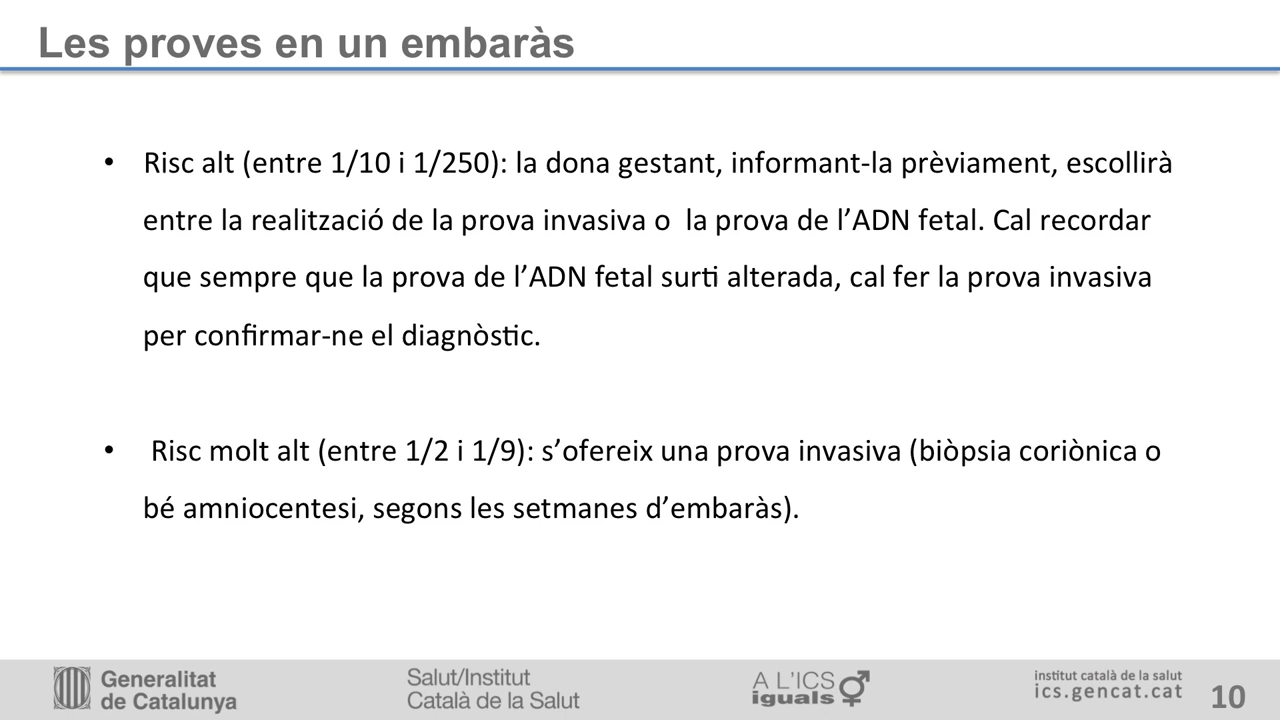 Les proves en un embaràs
• Risc alt (entre 1/10 i 1/250): la dona gestant, informant-la prèviament, escollirà
entre la realització de la prova invasiva o  la prova de l’ADN fetal. Cal recordar
que sempre que la prova de l’ADN fetal surti alterada, cal fer la prova invasiva
per confirmar-ne el diagnòstic.
• Risc molt alt (entre 1/2 i 1/9): s’ofereix una prova invasiva (biòpsia coriònica o
bé amniocentesi, segons les setmanes d’embaràs).
Generalitat
de Catalunya
Salut/Institut
Català de la Salut
A L'ICS
iguals
institut català de la salut
ics.gencat.cat
10